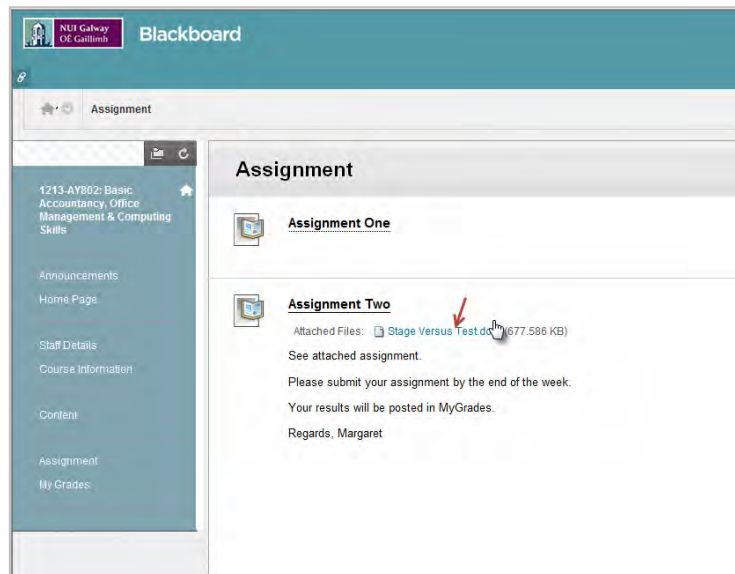 NUI Galway
OÉ Gaillimh
Blackboard
Assignment
1213-AY802: Basic
Accountancy, Office
Management & Computing
Skills
Announcements
Home Page
Staff Details
Course Information
Content
Assignment
My Grades
Assignment
Assignment One
Assignment Two
Attached Files: Stage Versus Test (677.586 KB)
See attached assignment.
Please submit your assignment by the end of the week.
Your results will be posted in MyGrades.
Regards, Margaret